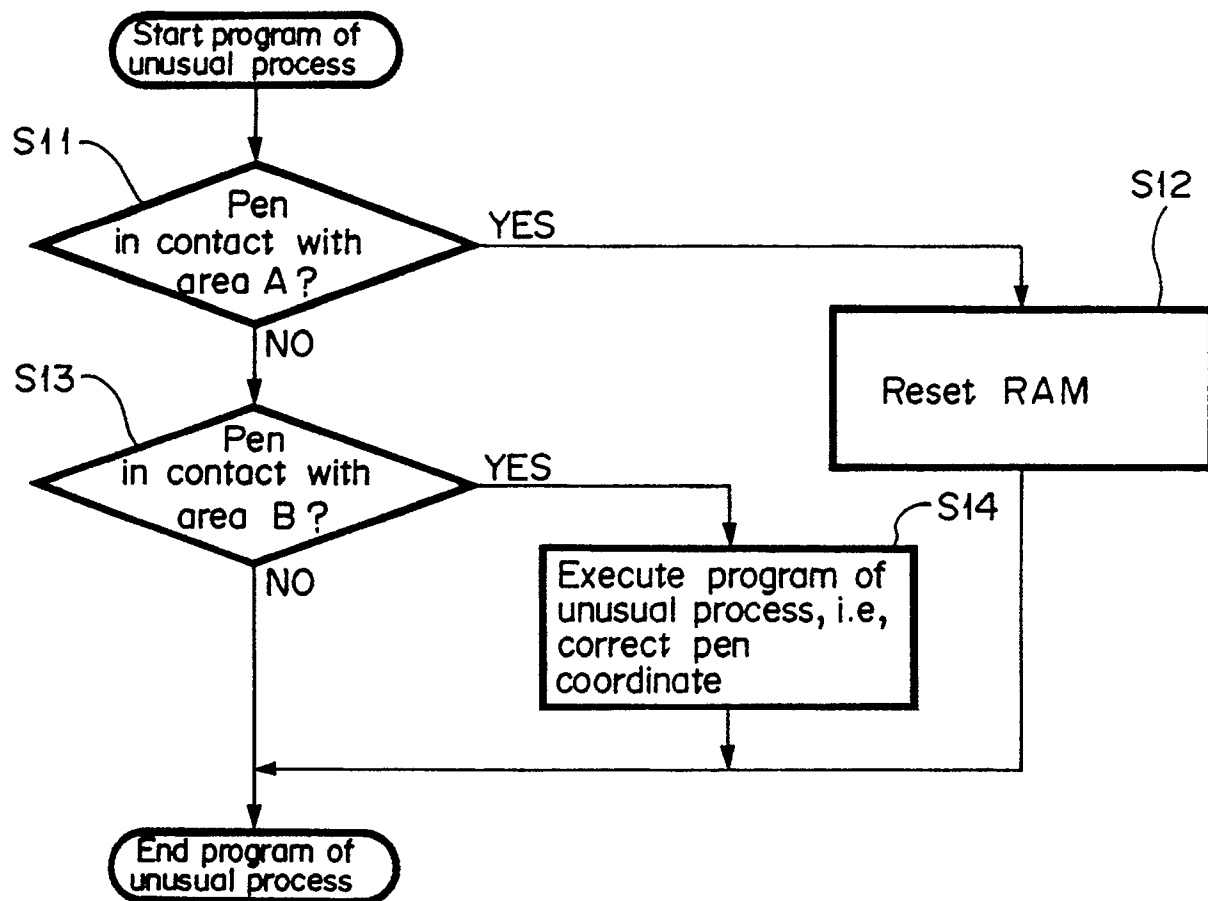 Start program of
unusual process
S11
Pen
in contact with
area A?
YES
S12
NO
Reset RAM
S13
Pen
in contact with
area B?
YES
S14
NO
Execute program of
unusual process, i.e,
correct pen
coordinate
End program of
unusual process